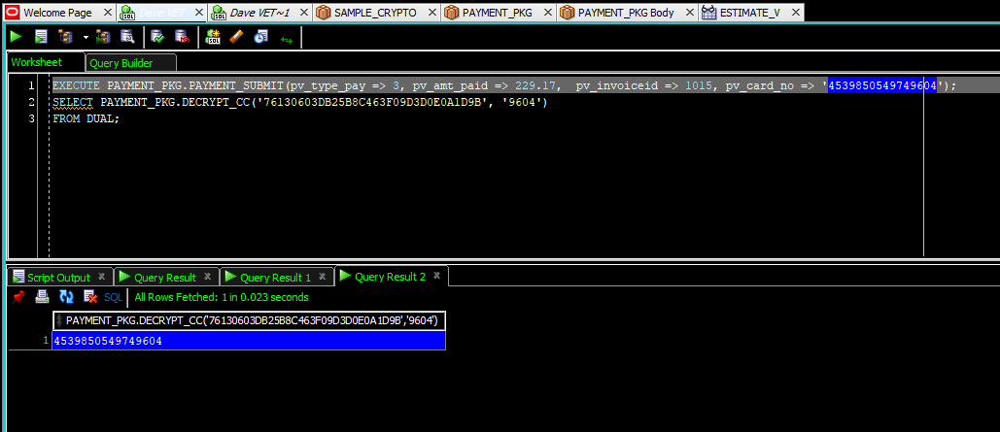 Welcome Page Dave VET Dave VET~1 SAMPLE_CRYPTO PAYMENT_PKG PAYMENT_PKG Body ESTIMATE_V
Worksheet Query Builder
1 EXECUTE PAYMENT_PKG.PAYMENT_SUBMIT(pv_type_pay => 3, pv_amt_paid => 229.17,  pv_invoiceid => 1015, pv_card_no => '4539850549749604');
2 SELECT PAYMENT_PKG.DECRYPT_CC('76130603DB25B8C463F09D3D0E0A1D9B', '9604')
3 FROM DUAL;
Script Output Query Result Query Result 1 Query Result 2
SQL All Rows Fetched: 1 in 0.023 seconds
PAYMENT_PKG.DECRYPT_CC('76130603DB25B8C463F09D3D0E0A1D9B','9604')
1 4539850549749604